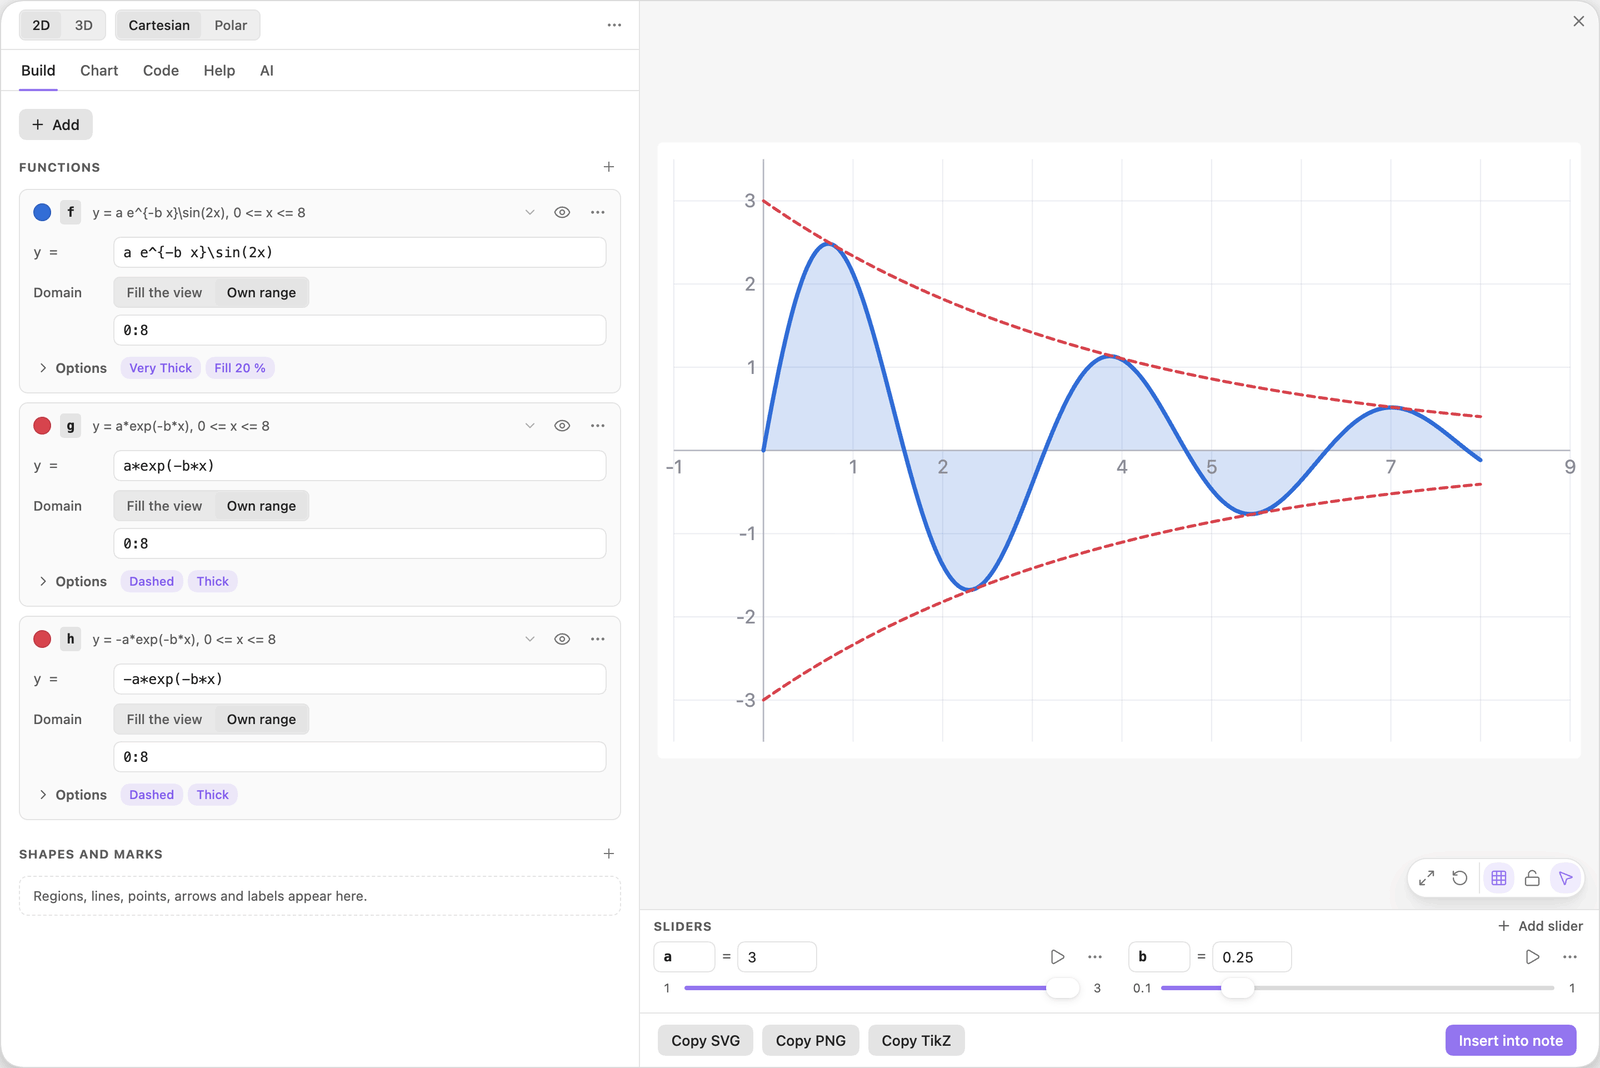 2D 3D Cartesian Polar
Build Chart Code Help AI
+ Add
FUNCTIONS
f y = a e^{-b x}\sin(2x), 0 <= x <= 8
y = a e^{-b x}\sin(2x)
Domain Fill the view Own range
0:8
Options Very Thick Fill 20 %
g y = a*exp(-b*x), 0 <= x <= 8
y = a*exp(-b*x)
Domain Fill the view Own range
0:8
Options Dashed Thick
h y = -a*exp(-b*x), 0 <= x <= 8
y = -a*exp(-b*x)
Domain Fill the view Own range
0:8
Options Dashed Thick
SHAPES AND MARKS
Regions, lines, points, arrows and labels appear here.
3
2
1
-1 1 2 4 5 7 9
-1
-2
-3
SLIDERS + Add slider
a = 3 b = 0.25
1 3 0.1 1
Copy SVG Copy PNG Copy TikZ Insert into note